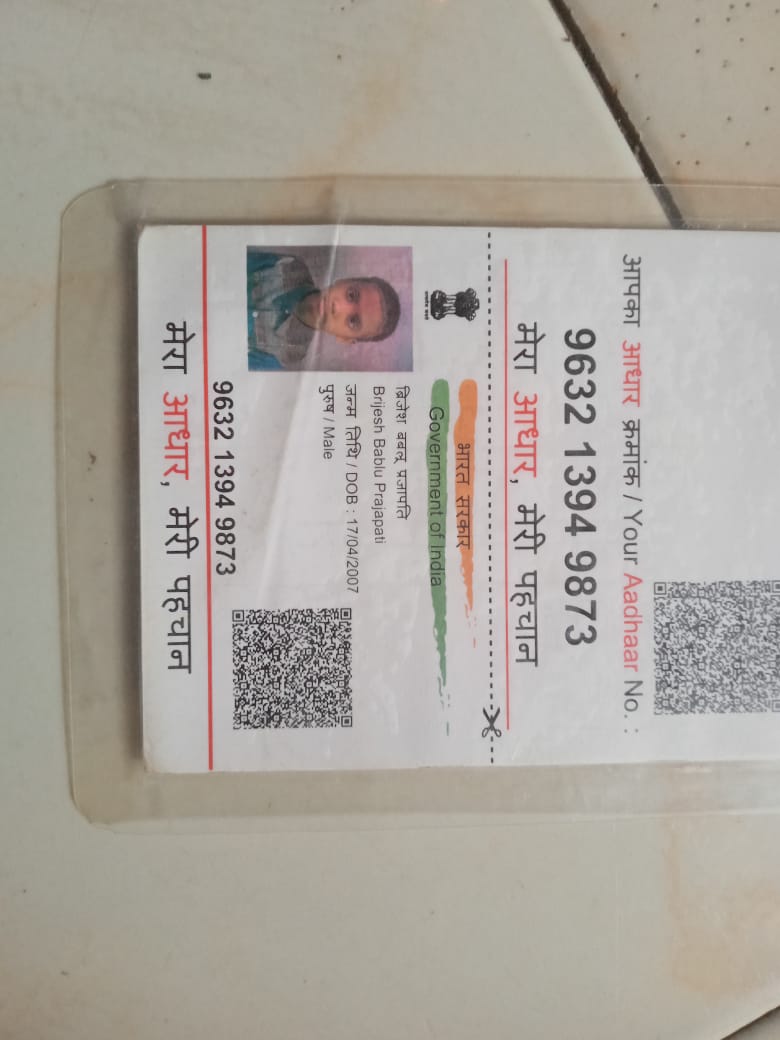 आपका आधार क्रमांक / Your Aadhaar No. :
9632 1394 9873
मेरा आधार, मेरी पहचान
भारत सरकार
Government of India
ब्रिजेश बबलू प्रजापति
Brijesh Bablu Prajapati
जन्म तिथि / DOB : 17/04/2007
पुरुष / Male
9632 1394 9873
मेरा आधार, मेरी पहचान